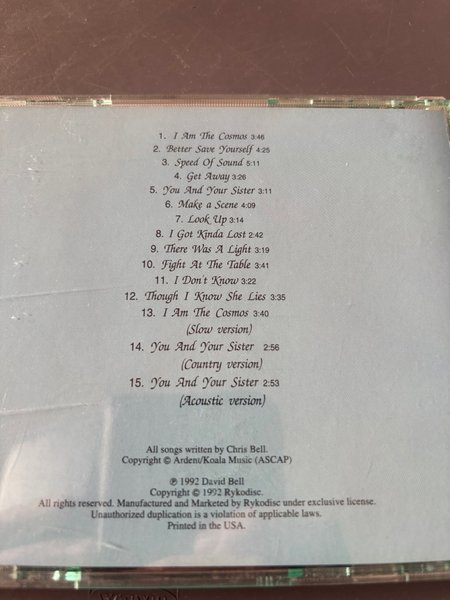 1. I Am The Cosmos 3:46
2. Better Save Yourself 4:25
3. Speed Of Sound 5:11
4. Get Away 3:26
5. You And Your Sister 3:11
6. Make a Scene 4:09
7. Look Up 3:14
8. I Got Kinda Lost 2:42
9. There Was A Light 3:19
10. Fight At The Table 3:41
11. I Don't Know 3:22
12. Though I Know She Lies 3:35
13. I Am The Cosmos 3:40
(Slow version)
14. You And Your Sister 2:56
(Country version)
15. You And Your Sister 2:53
(Acoustic version)
All songs written by Chris Bell.
Copyright © Ardent/Koala Music (ASCAP)
℗ 1992 David Bell
Copyright © 1992 Rykodisc.
All rights reserved. Manufactured and Marketed by Rykodisc under exclusive license.
Unauthorized duplication is a violation of applicable laws.
Printed in the USA.